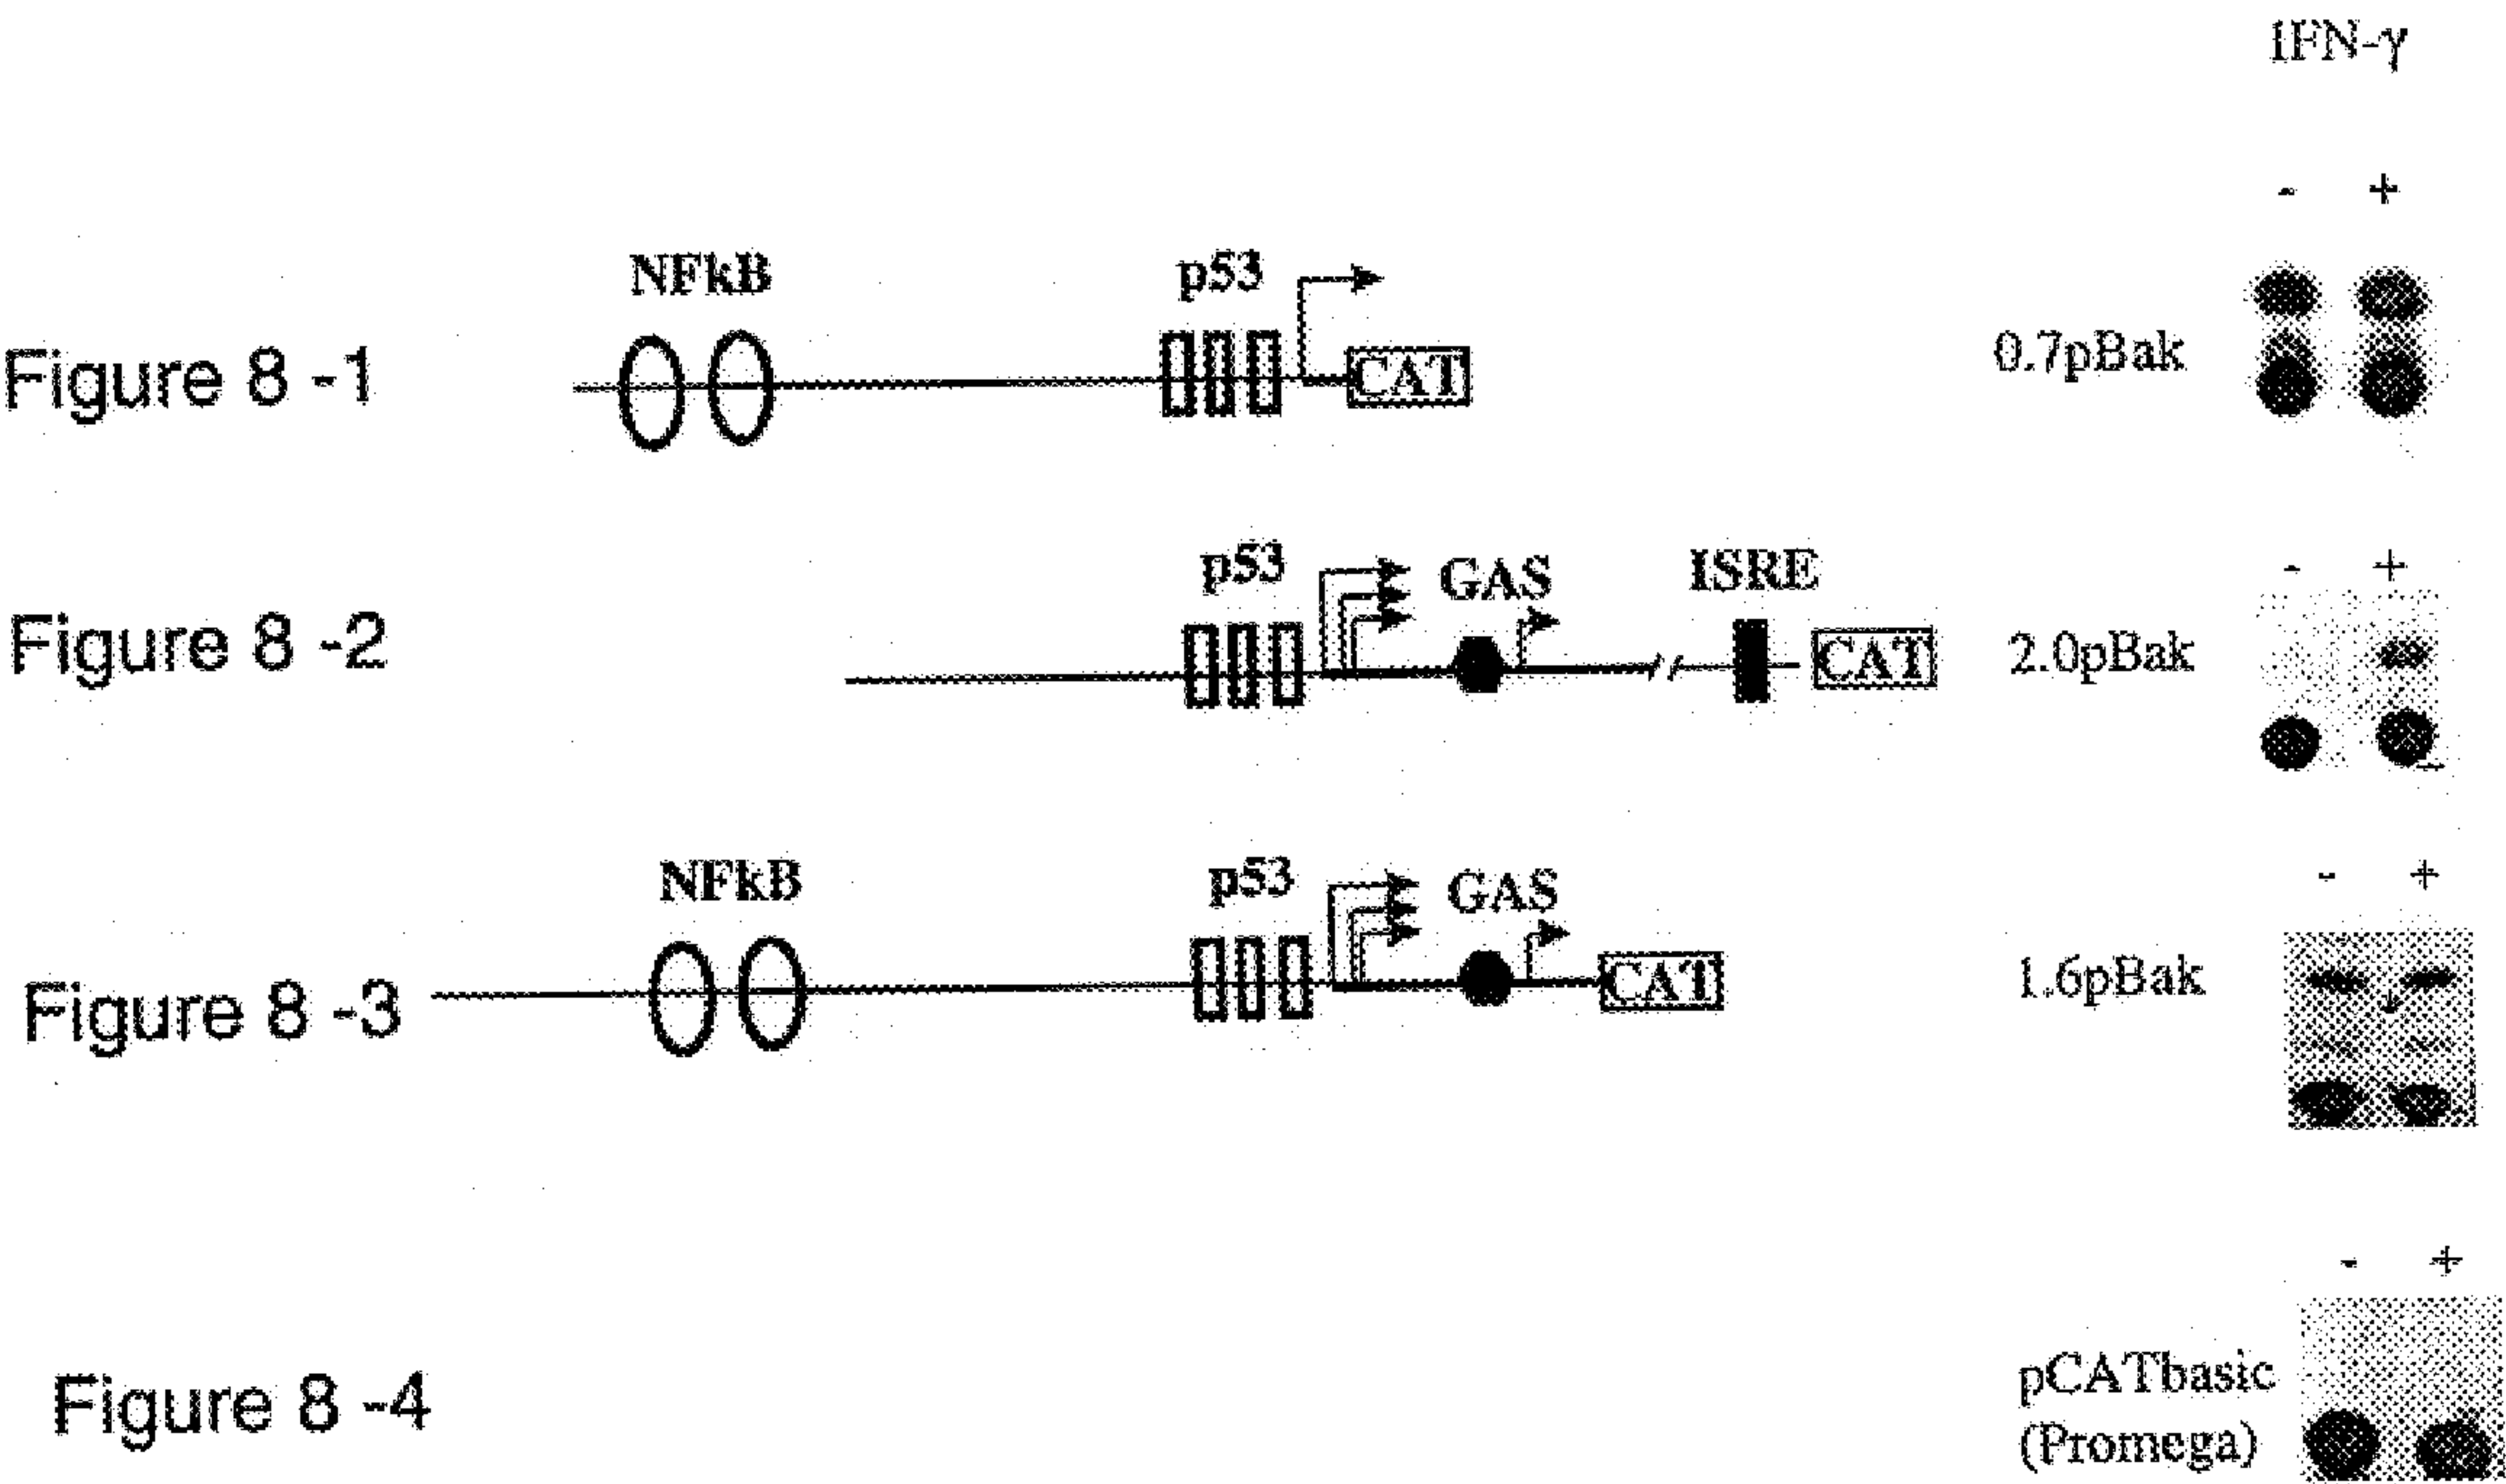 IFN-γ
- +
NFkB p53
Figure 8 -1 CAT 0.7pBak
p53 GAS ISRE - +
Figure 8 -2 CAT 2.0pBak
NFkB p53 GAS - +
Figure 8 -3 CAT 1.6pBak
- +
Figure 8 -4 pCATbasic
(Promega)